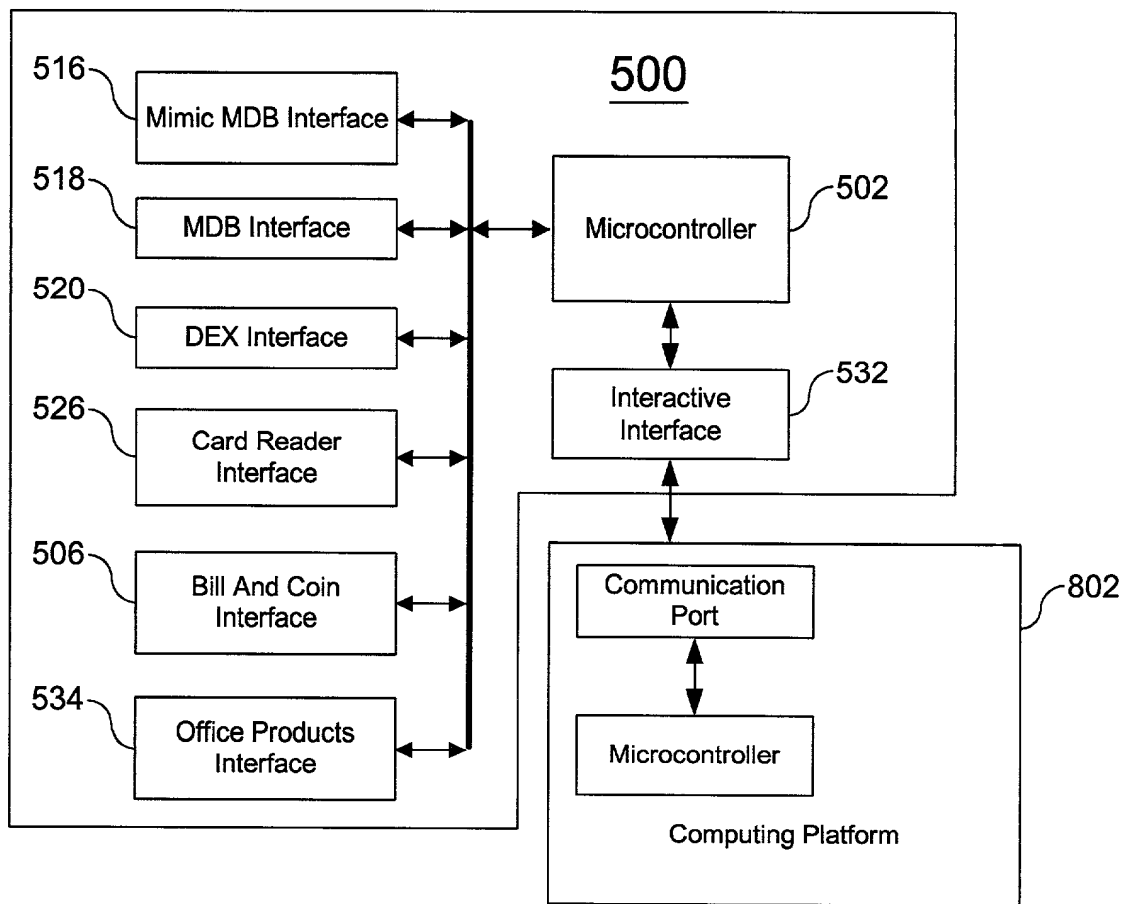 516
Mimic MDB Interface
500
518
MDB Interface
Microcontroller
502
520
DEX Interface
532
Interactive
Interface
526
Card Reader
Interface
506
Bill And Coin
Interface
Communication
Port
802
534
Office Products
Interface
Microcontroller
Computing Platform